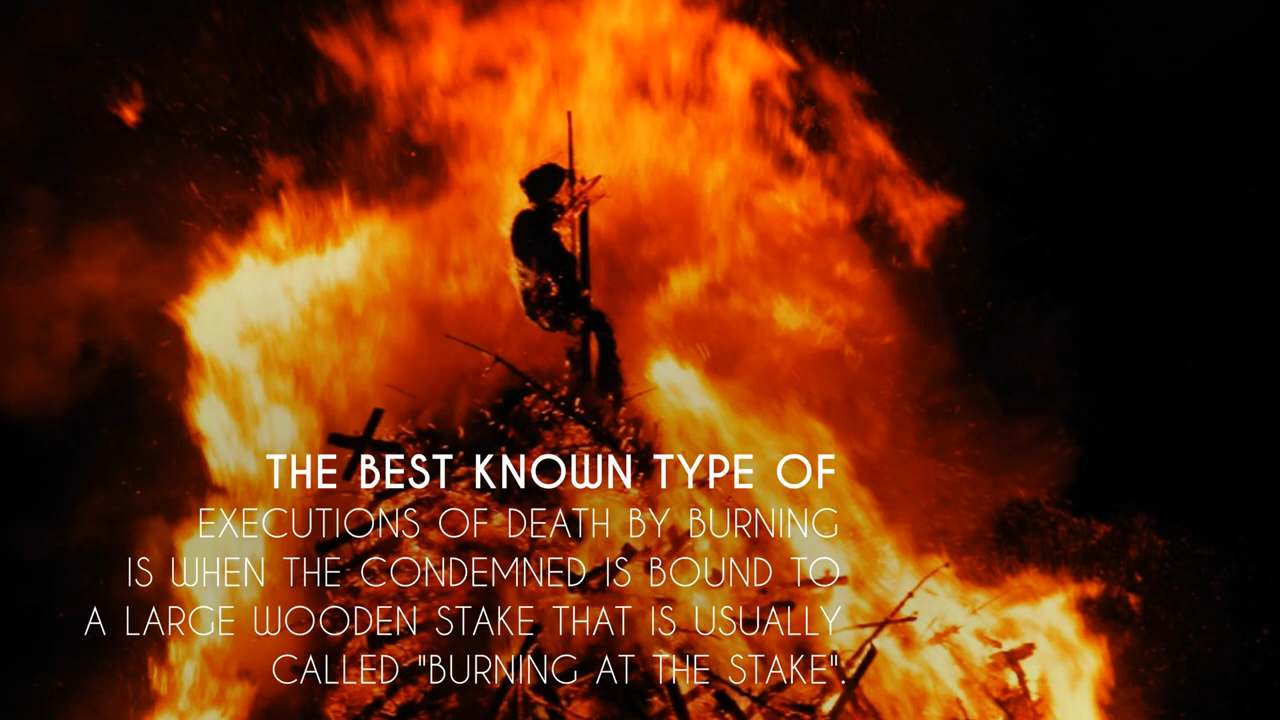 THE BEST KNOWN TYPE OF
EXECUTIONS OF DEATH BY BURNING
IS WHEN THE CONDEMNED IS BOUND TO
A LARGE WOODEN STAKE THAT IS USUALLY
CALLED "BURNING AT THE STAKE".